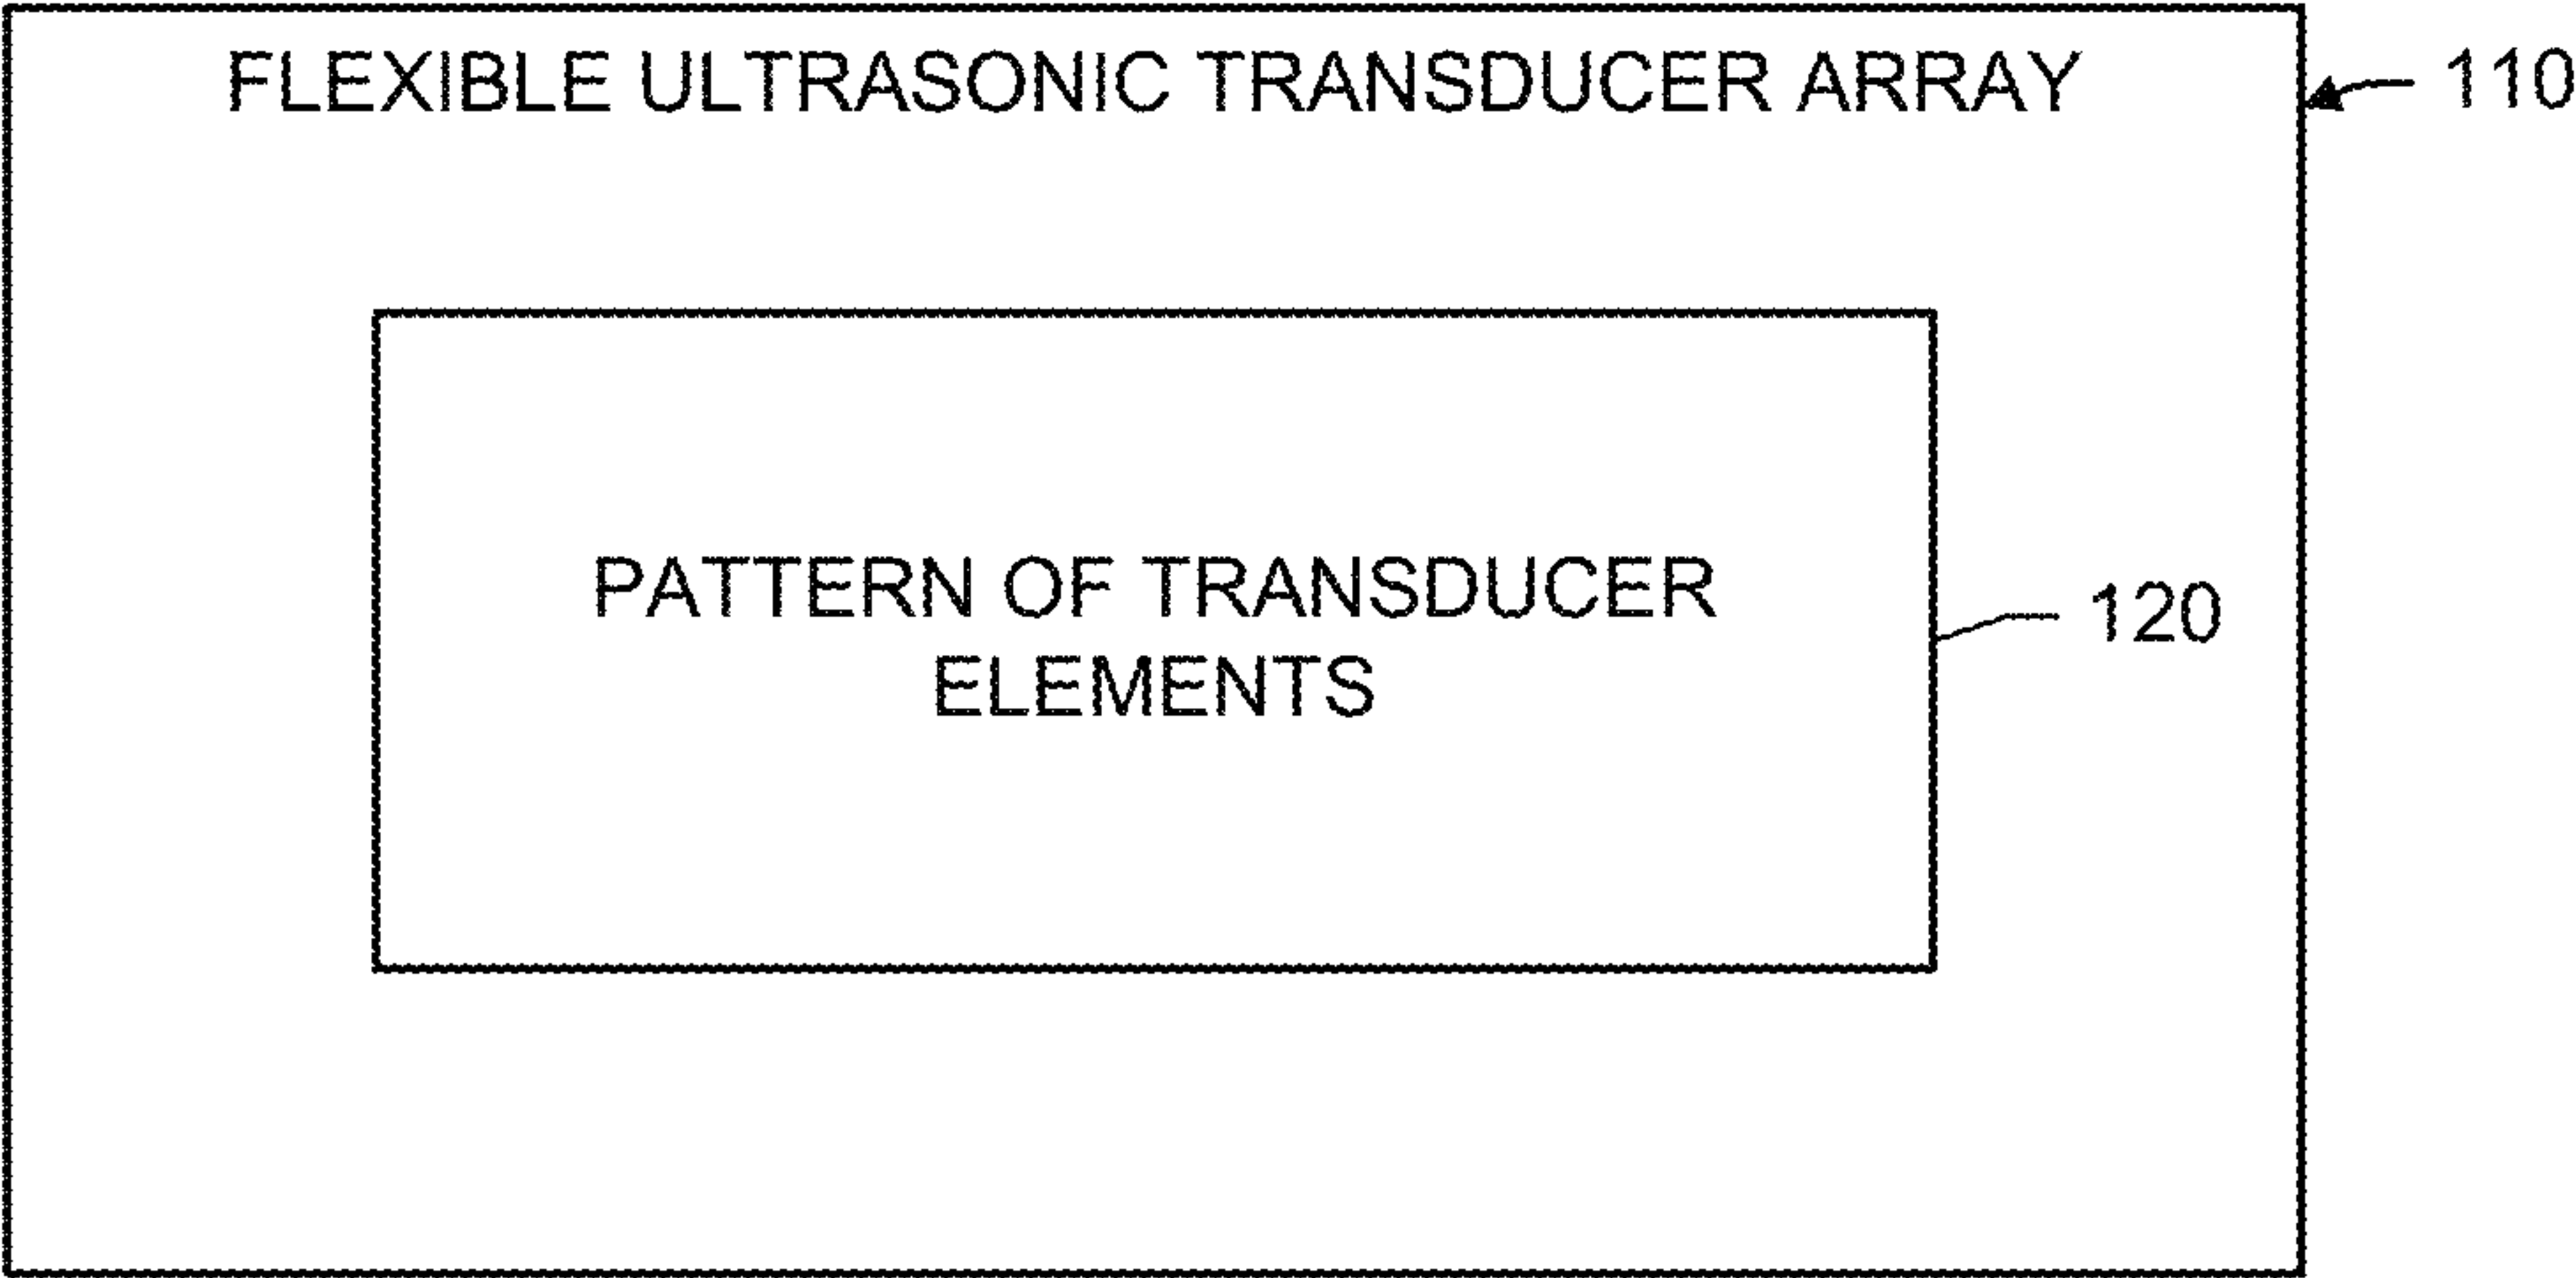 FLEXIBLE ULTRASONIC TRANSDUCER ARRAY
110
PATTERN OF TRANSDUCER
ELEMENTS
120